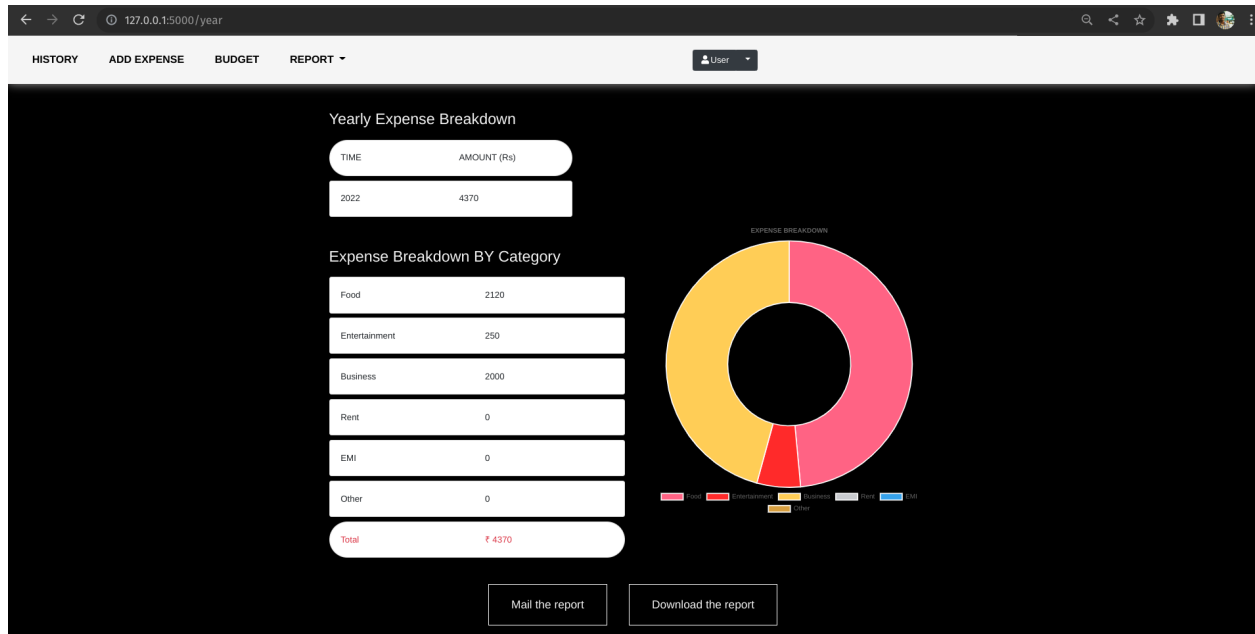 127.0.0.1:5000/year
HISTORY ADD EXPENSE BUDGET REPORT User
Yearly Expense Breakdown
TIME AMOUNT (Rs)
2022 4370
Expense Breakdown BY Category
Food 2120
Entertainment 250
Business 2000
Rent 0
EMI 0
Other 0
Total ₹ 4370
EXPENSE BREAKDOWN
Food Entertainment Business Rent EMI
Other
Mail the report Download the report